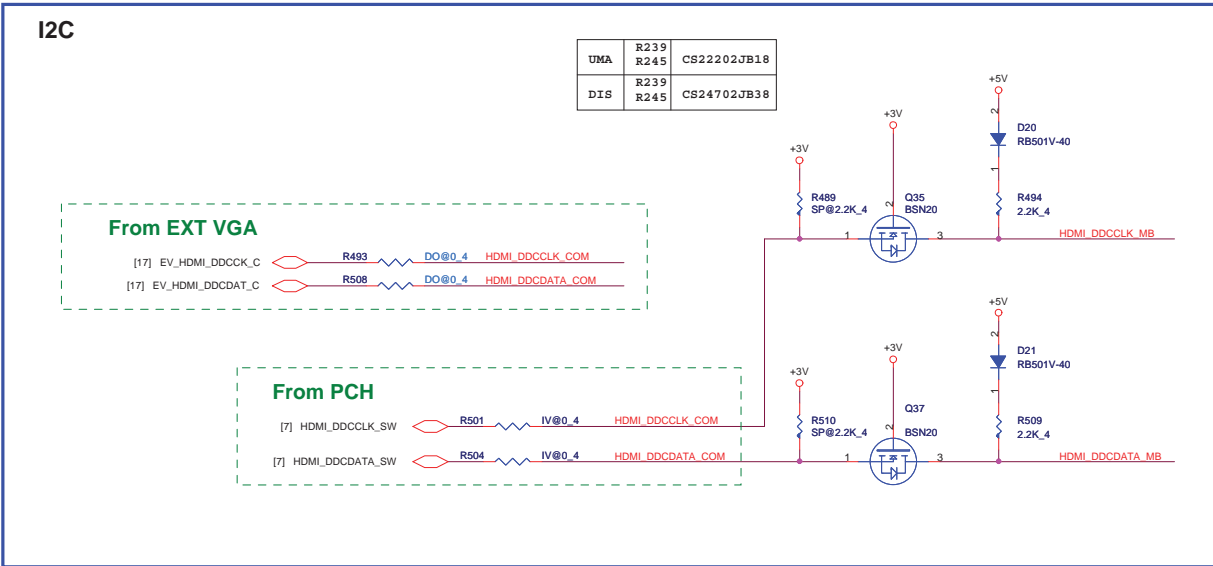 I2C
UMA R239 R245 CS22202JB18
DIS R239 R245 CS24702JB38
+5V
2
D20
RB501V-40
1
+3V
+3V
R489
SP@2.2K_4
Q35
BSN20
2
1
3
R494
2.2K_4
HDMI_DDCCLK_MB
From EXT VGA
[17] EV_HDMI_DDCCK_C R493 DO@0_4 HDMI_DDCCLK_COM
[17] EV_HDMI_DDCDAT_C R508 DO@0_4 HDMI_DDCDATA_COM
+5V
2
D21
RB501V-40
1
+3V
+3V
R510
SP@2.2K_4
Q37
BSN20
2
1
3
R509
2.2K_4
HDMI_DDCDATA_MB
From PCH
[7] HDMI_DDCCLK_SW R501 IV@0_4 HDMI_DDCCLK_COM
[7] HDMI_DDCDATA_SW R504 IV@0_4 HDMI_DDCDATA_COM